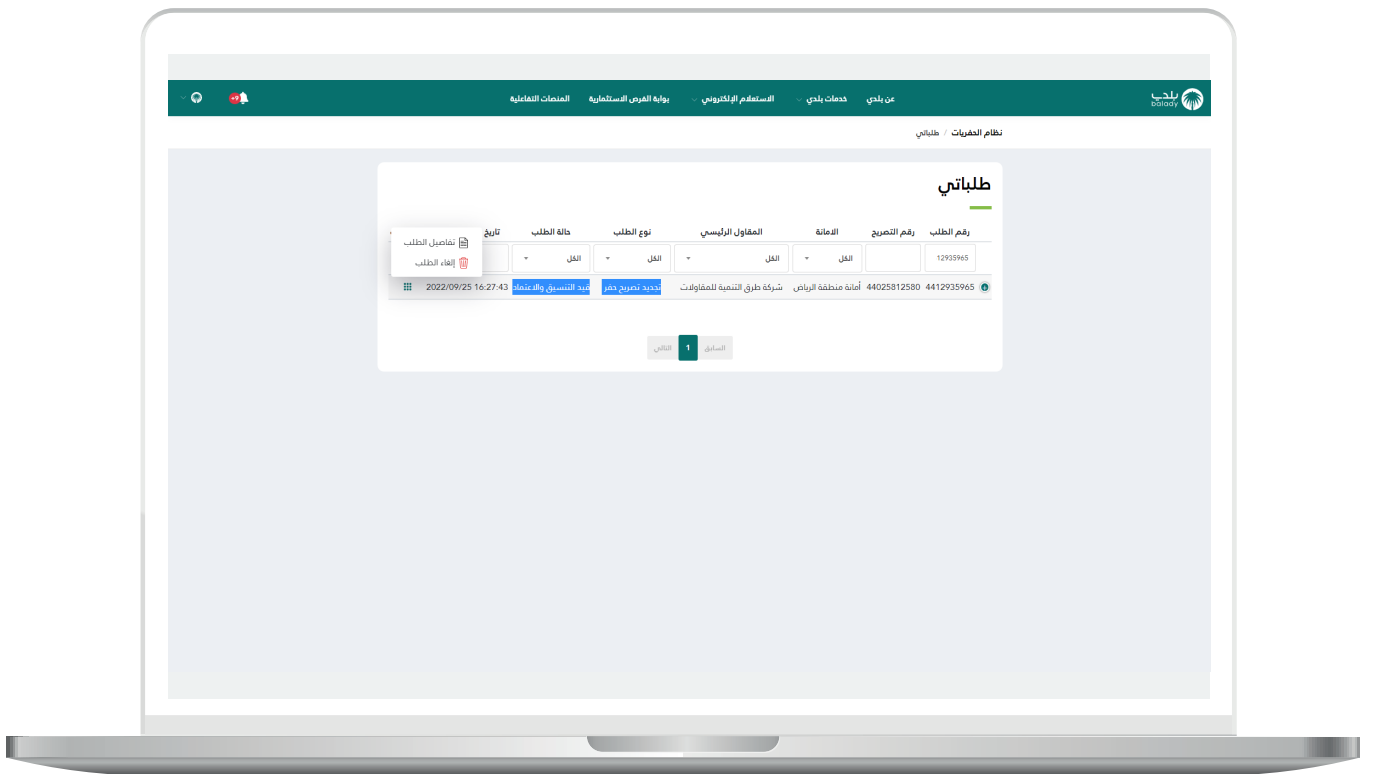 بلدي
balady
عن بلدي خدمات بلدي الاستعلام الإلكتروني بوابة الفرص الاستثمارية المنصات التفاعلية
نظام الحفريات / طلباتي
طلباتي
رقم الطلب رقم التصريح الامانة المقاول الرئيسي نوع الطلب حالة الطلب تاريخ
تفاصيل الطلب
إلغاء الطلب
12935965 الكل الكل الكل الكل
4412935965 44025812580 أمانة منطقة الرياض شركة طرق التنمية للمقاولات تجديد تصريح حفر قيد التنسيق والاعتماد 2022/09/25 16:27:43
السابق 1 التالي